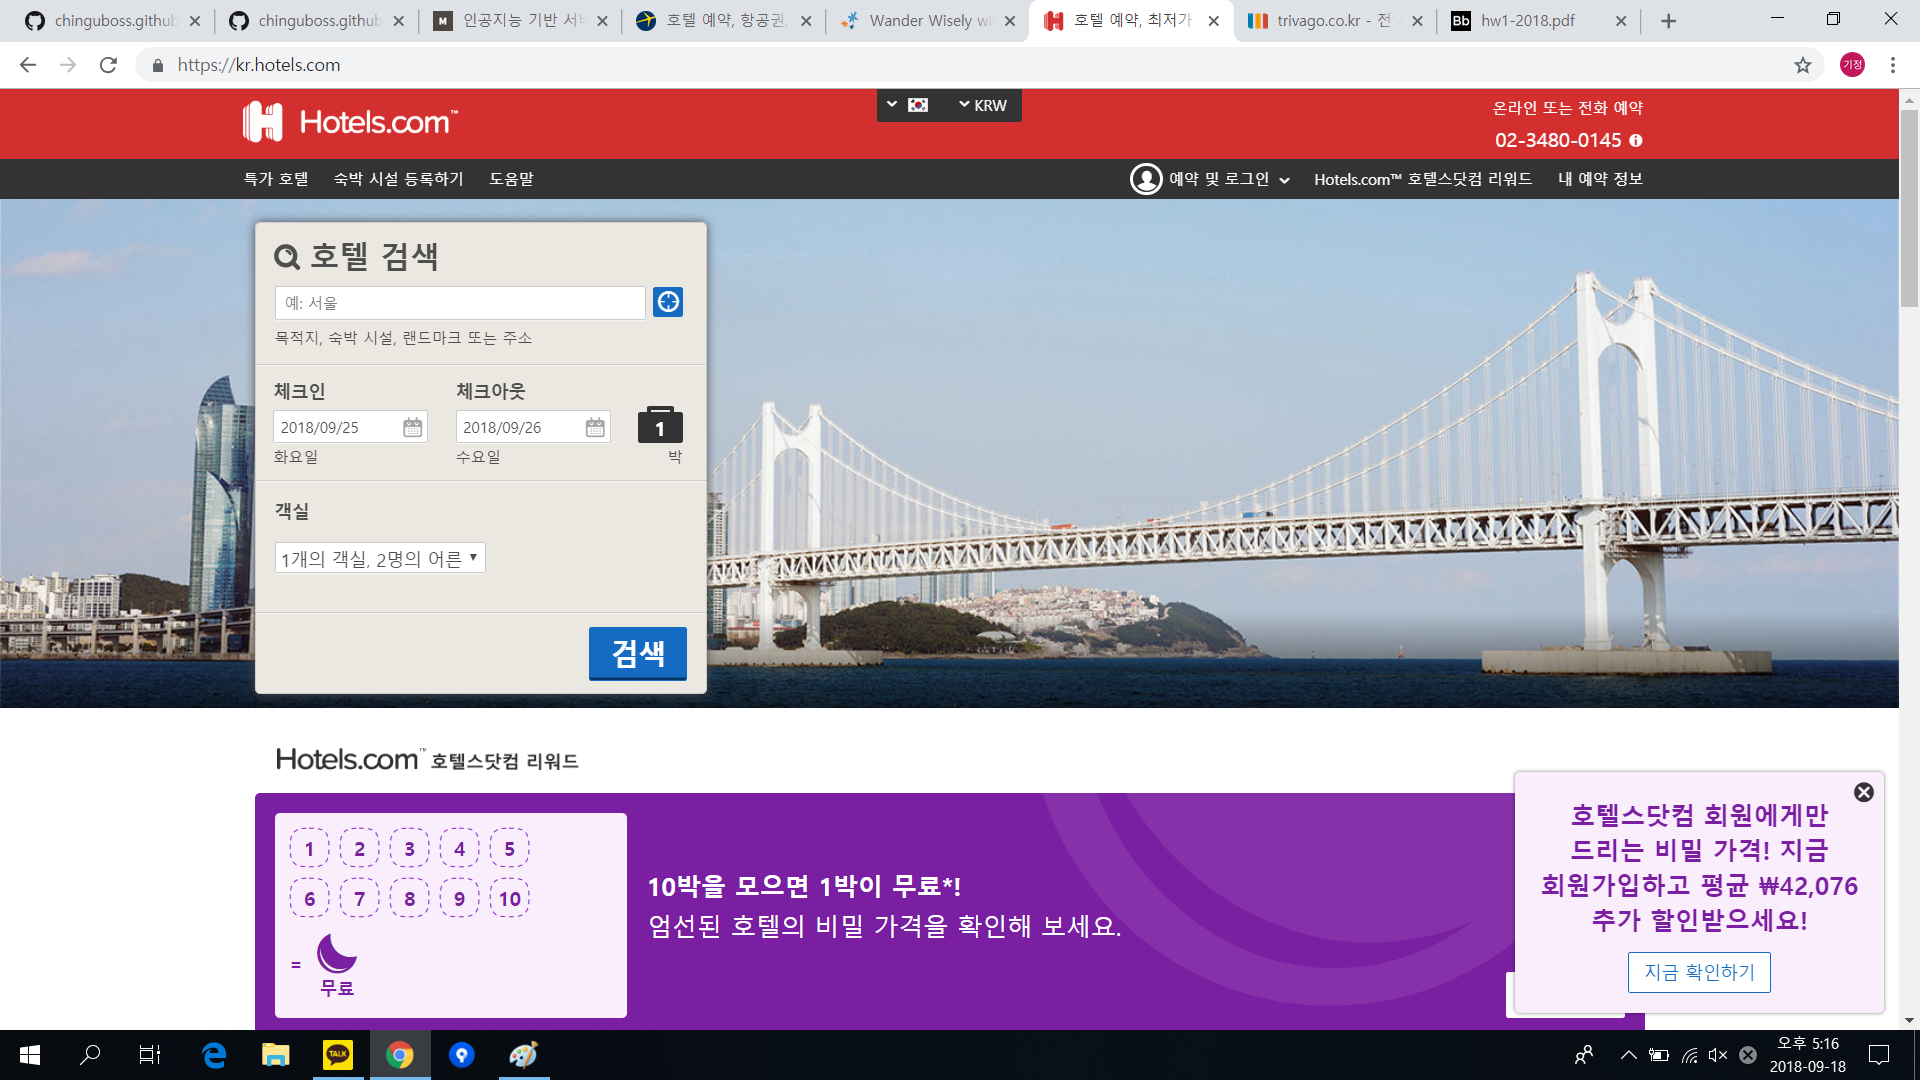 chinguboss.github
chinguboss.github
인공지능 기반 서
호텔 예약, 항공권,
Wander Wisely wi
호텔 예약, 최저가
trivago.co.kr - 전
hw1-2018.pdf
https://kr.hotels.com
기정
Hotels.com™
KRW
온라인 또는 전화 예약
02-3480-0145
특가 호텔 숙박 시설 등록하기 도움말
예약 및 로그인 Hotels.com™ 호텔스닷컴 리워드 내 예약 정보
호텔 검색
예: 서울
목적지, 숙박 시설, 랜드마크 또는 주소
체크인 체크아웃
2018/09/25 2018/09/26 1
화요일 수요일 박
객실
1개의 객실, 2명의 어른
검색
Hotels.com™ 호텔스닷컴 리워드
1 2 3 4 5
6 7 8 9 10
= 무료
10박을 모으면 1박이 무료*!
엄선된 호텔의 비밀 가격을 확인해 보세요.
호텔스닷컴 회원에게만
드리는 비밀 가격! 지금
회원가입하고 평균 ₩42,076
추가 할인받으세요!
지금 확인하기
TALK
오후 5:16
2018-09-18